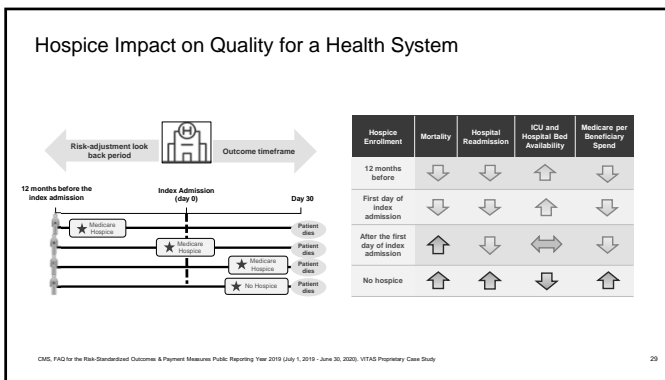 Hospice Impact on Quality for a Health System
Risk-adjustment look
back period
H
Outcome timeframe
12 months before the
index admission
Index Admission
(day 0)
Day 30
Medicare
Hospice
Patient
dies
Medicare
Hospice
Patient
dies
Medicare
Hospice
Patient
dies
No Hospice
Patient
dies
Hospice
Enrollment
Mortality
Hospital
Readmission
ICU and
Hospital Bed
Availability
Medicare per
Beneficiary
Spend
12 months
before
First day of
index
admission
After the first
day of index
admission
No hospice
CMS, FAQ for the Risk-Standardized Outcomes & Payment Measures Public Reporting Year 2019 (July 1, 2019 - June 30, 2020). VITAS Proprietary Case Study
29